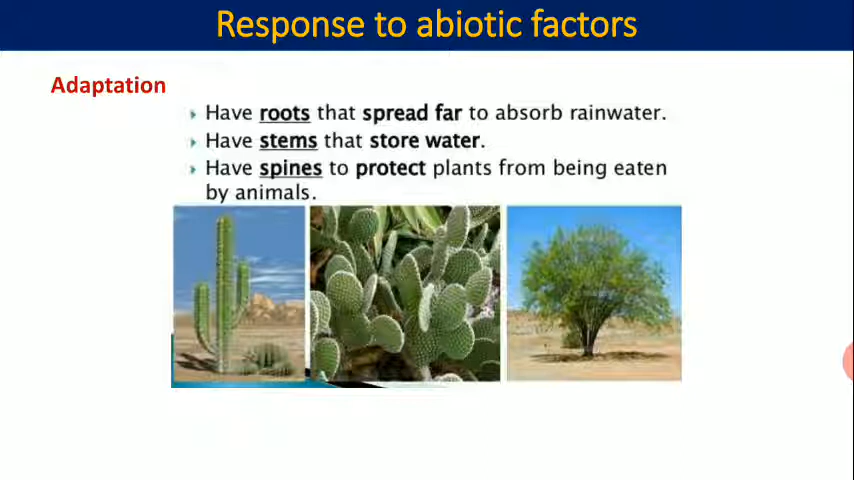 Response to abiotic factors
Adaptation
Have roots that spread far to absorb rainwater.
Have stems that store water.
Have spines to protect plants from being eaten
by animals.